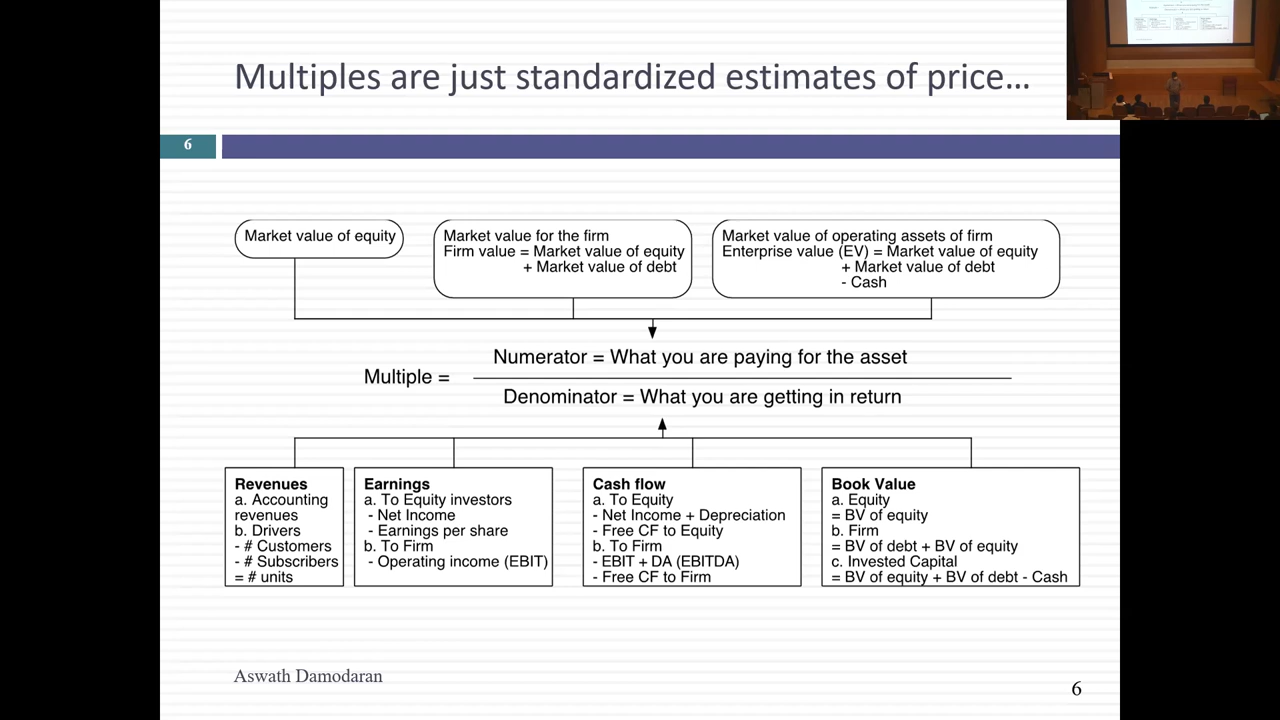 Multiples are just standardized estimates of price…
6
Market value of equity
Market value for the firm
Firm value = Market value of equity
+ Market value of debt
Market value of operating assets of firm
Enterprise value (EV) = Market value of equity
+ Market value of debt
- Cash
Multiple =
Numerator = What you are paying for the asset
Denominator = What you are getting in return
Revenues
a. Accounting
revenues
b. Drivers
- # Customers
- # Subscribers
= # units
Earnings
a. To Equity investors
- Net Income
- Earnings per share
b. To Firm
- Operating income (EBIT)
Cash flow
a. To Equity
- Net Income + Depreciation
- Free CF to Equity
b. To Firm
- EBIT + DA (EBITDA)
- Free CF to Firm
Book Value
a. Equity
= BV of equity
b. Firm
= BV of debt + BV of equity
c. Invested Capital
= BV of equity + BV of debt - Cash
Aswath Damodaran
6